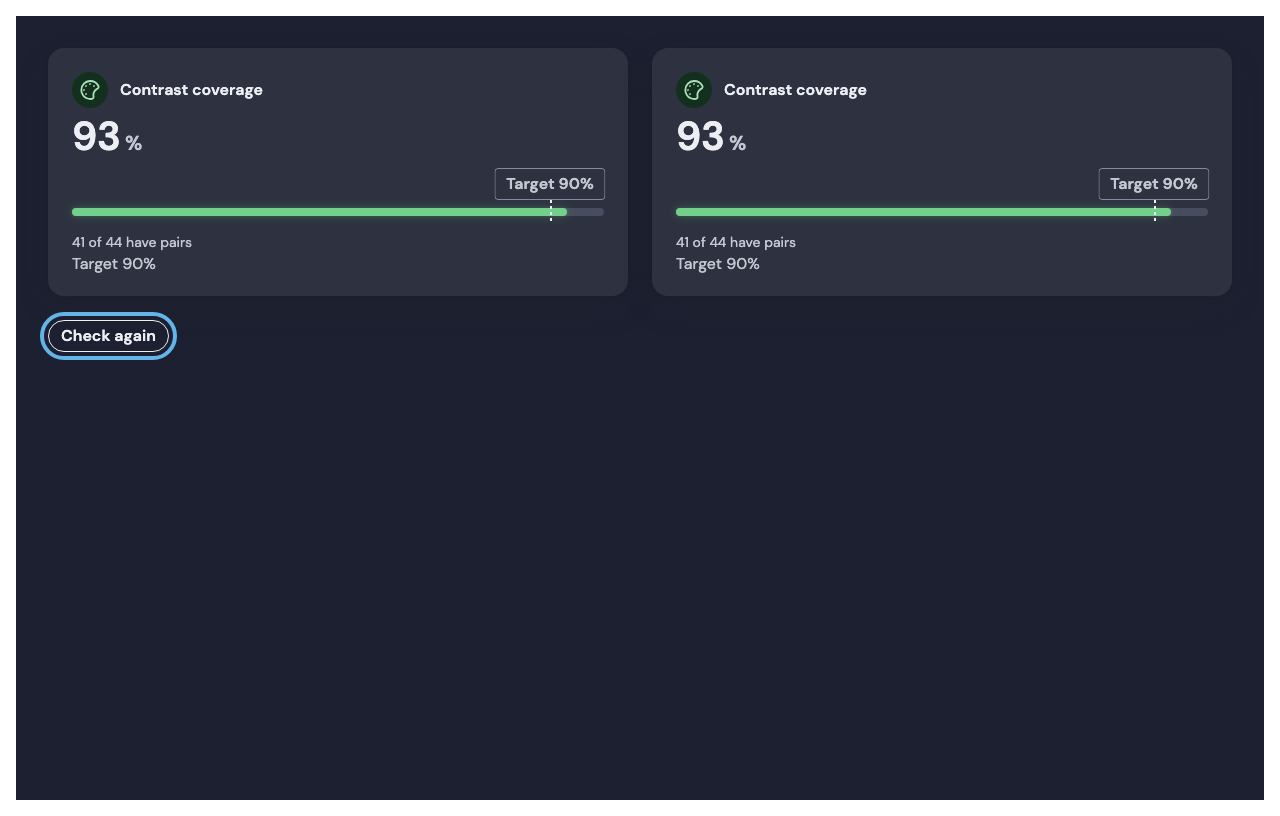 Contrast coverage
93 %
Target 90%
41 of 44 have pairs
Target 90%
Contrast coverage
93 %
Target 90%
41 of 44 have pairs
Target 90%
Check again